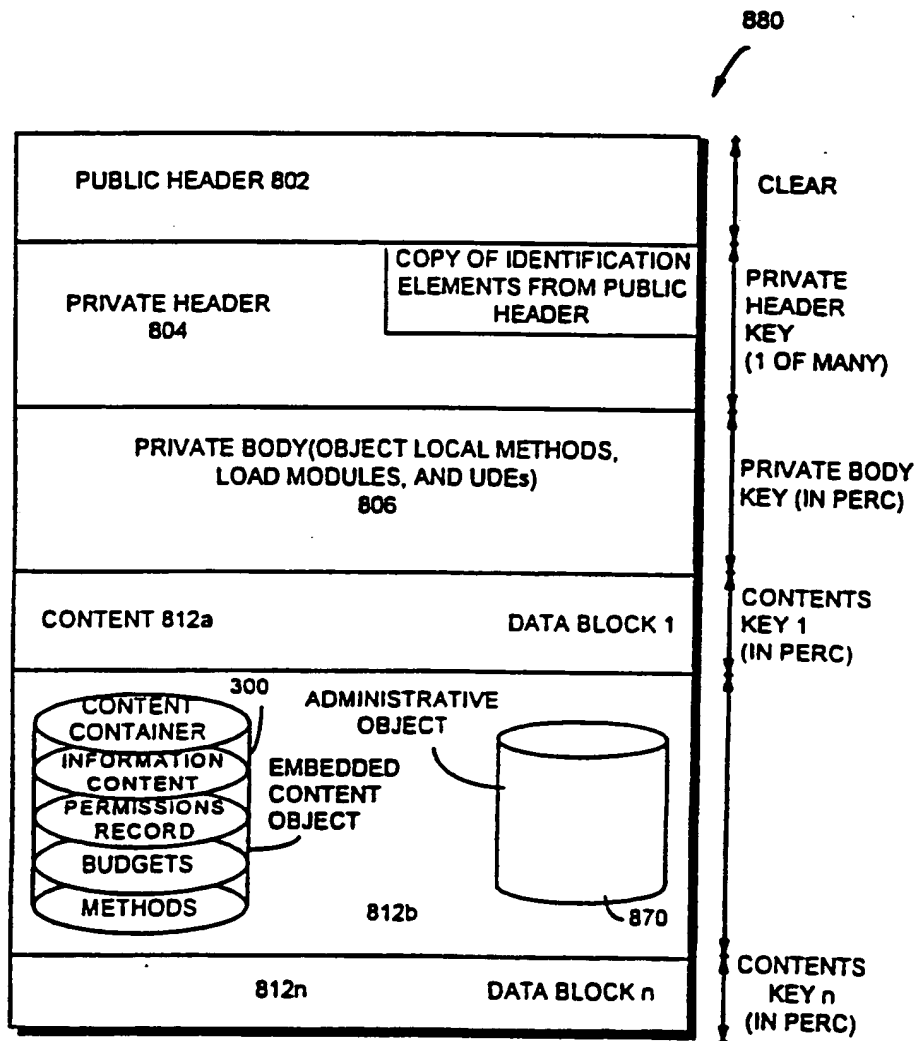 880
PUBLIC HEADER 802
CLEAR
COPY OF IDENTIFICATION
ELEMENTS FROM PUBLIC
HEADER
PRIVATE HEADER
804
PRIVATE
HEADER
KEY
(1 OF MANY)
PRIVATE BODY(OBJECT LOCAL METHODS,
LOAD MODULES, AND UDEs)
806
PRIVATE BODY
KEY (IN PERC)
CONTENT 812a
DATA BLOCK 1
CONTENTS
KEY 1
(IN PERC)
300
CONTENT
CONTAINER
INFORMATION
CONTENT
PERMISSIONS
RECORD
BUDGETS
METHODS
EMBEDDED
CONTENT
OBJECT
ADMINISTRATIVE
OBJECT
812b
870
812n
DATA BLOCK n
CONTENTS
KEY n
(IN PERC)